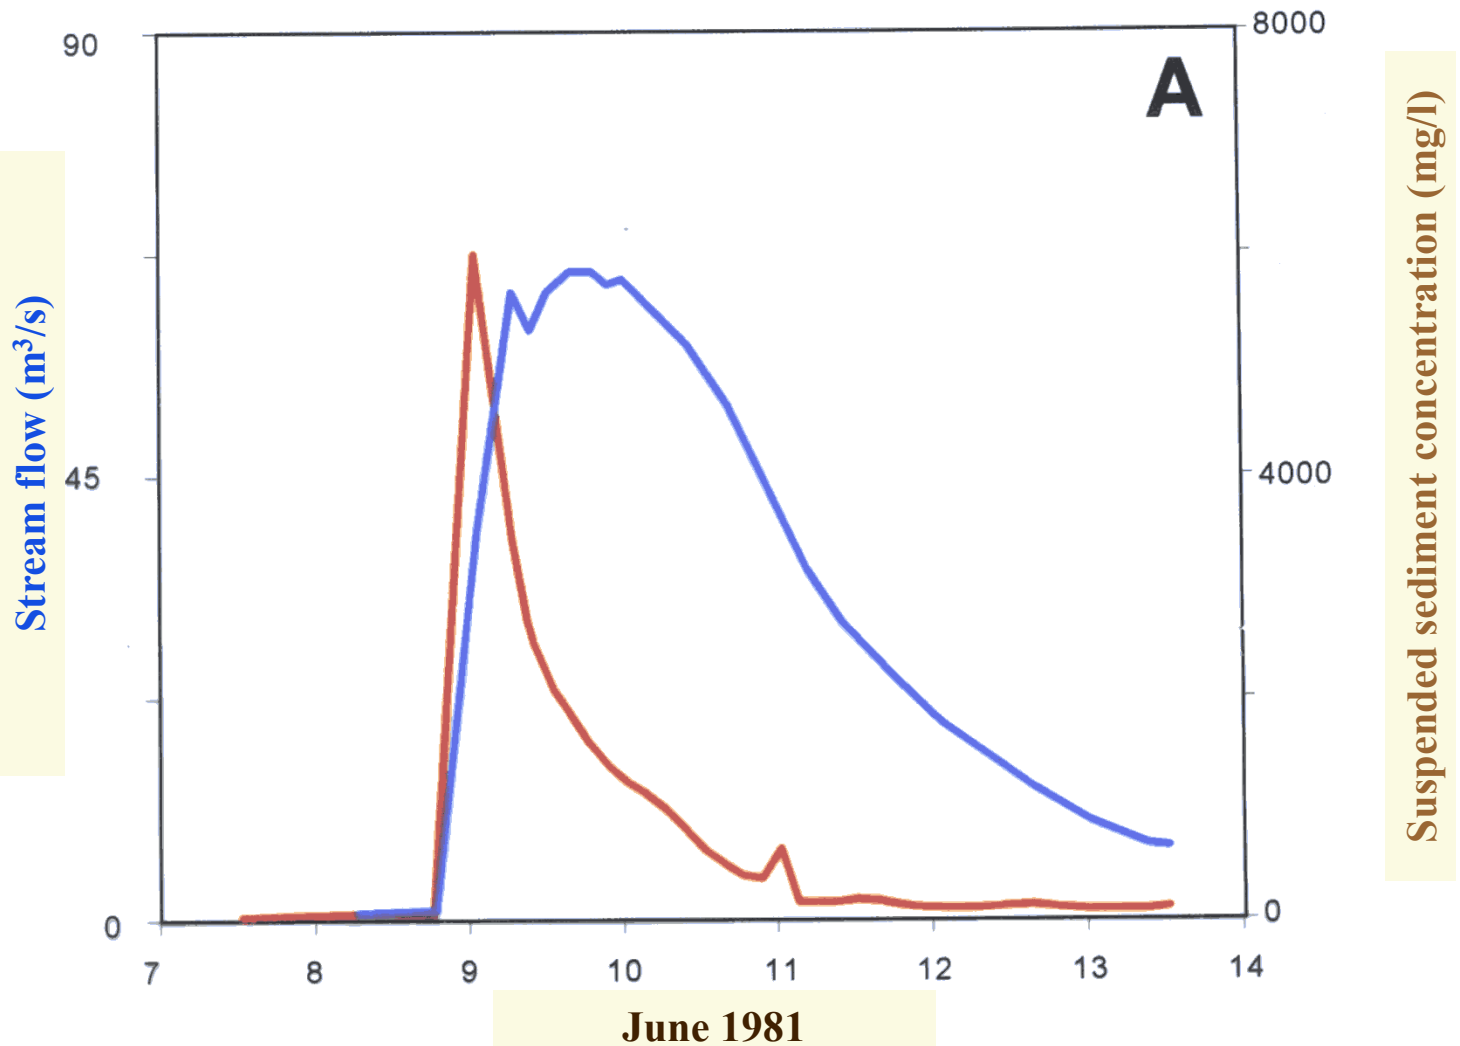 90
8000
A
Stream flow (m³/s)
Suspended sediment concentration (mg/l)
45
4000
0
0
7 8 9 10 11 12 13 14
June 1981